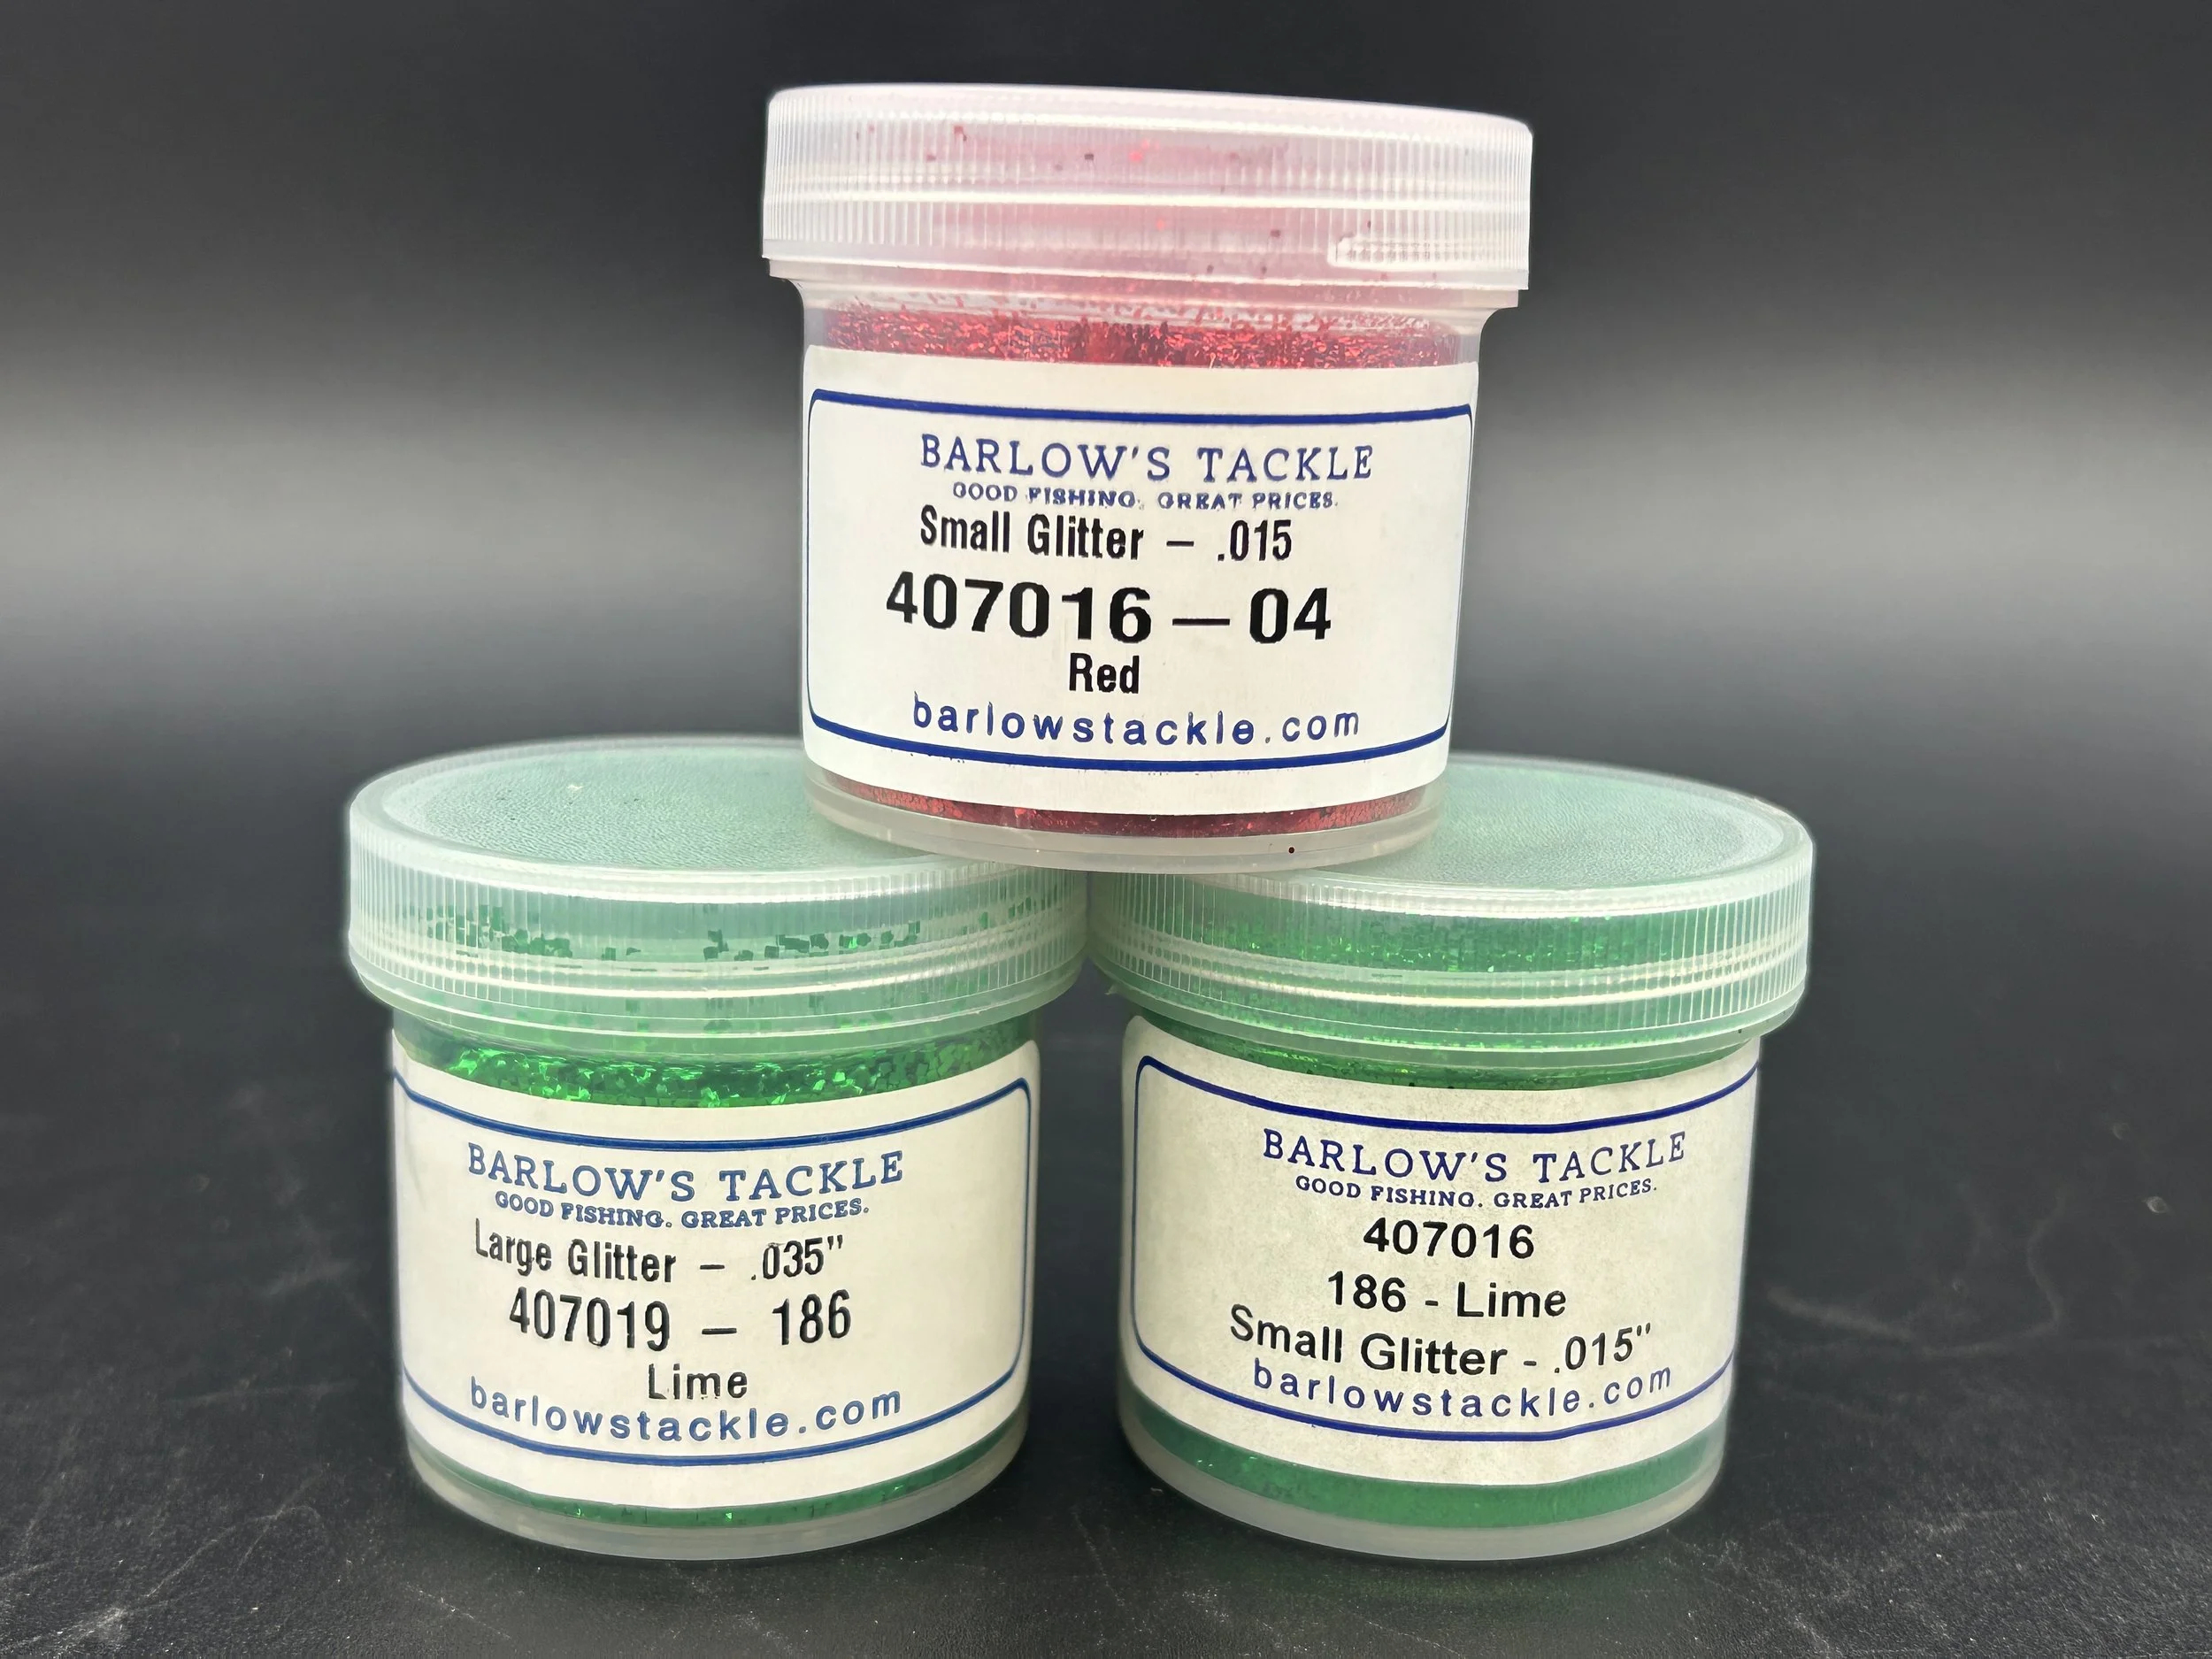 BARLOW'S TACKLE
GOOD FISHING. GREAT PRICES.
Small Glitter – .015
407016 – 04
Red
barlowstackle.com
BARLOW'S TACKLE
GOOD FISHING. GREAT PRICES.
Large Glitter – .035"
407019 – 186
Lime
barlowstackle.com
BARLOW'S TACKLE
GOOD FISHING. GREAT PRICES.
407016
186 - Lime
Small Glitter - .015"
barlowstackle.com